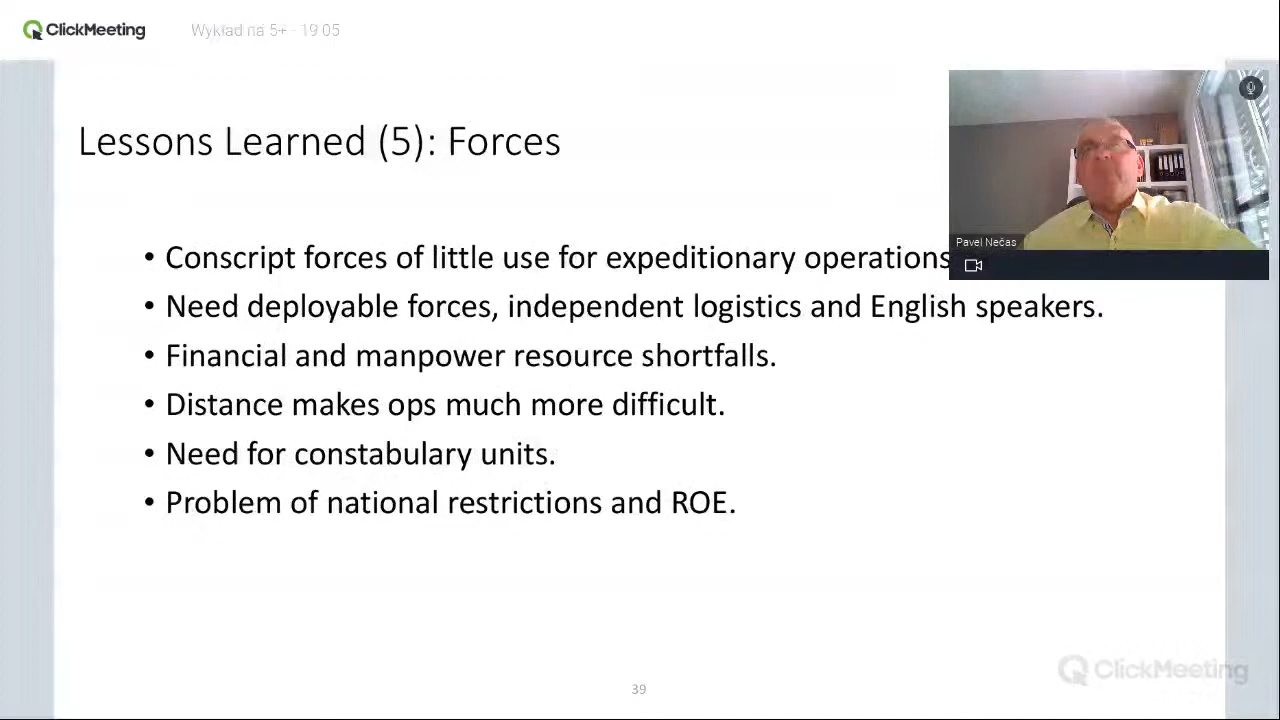 ClickMeeting
Wykład na 5+ - 19 05
Lessons Learned (5): Forces
Pavel Nečas
• Conscript forces of little use for expeditionary operations
• Need deployable forces, independent logistics and English speakers.
• Financial and manpower resource shortfalls.
• Distance makes ops much more difficult.
• Need for constabulary units.
• Problem of national restrictions and ROE.
ClickMeeting
39